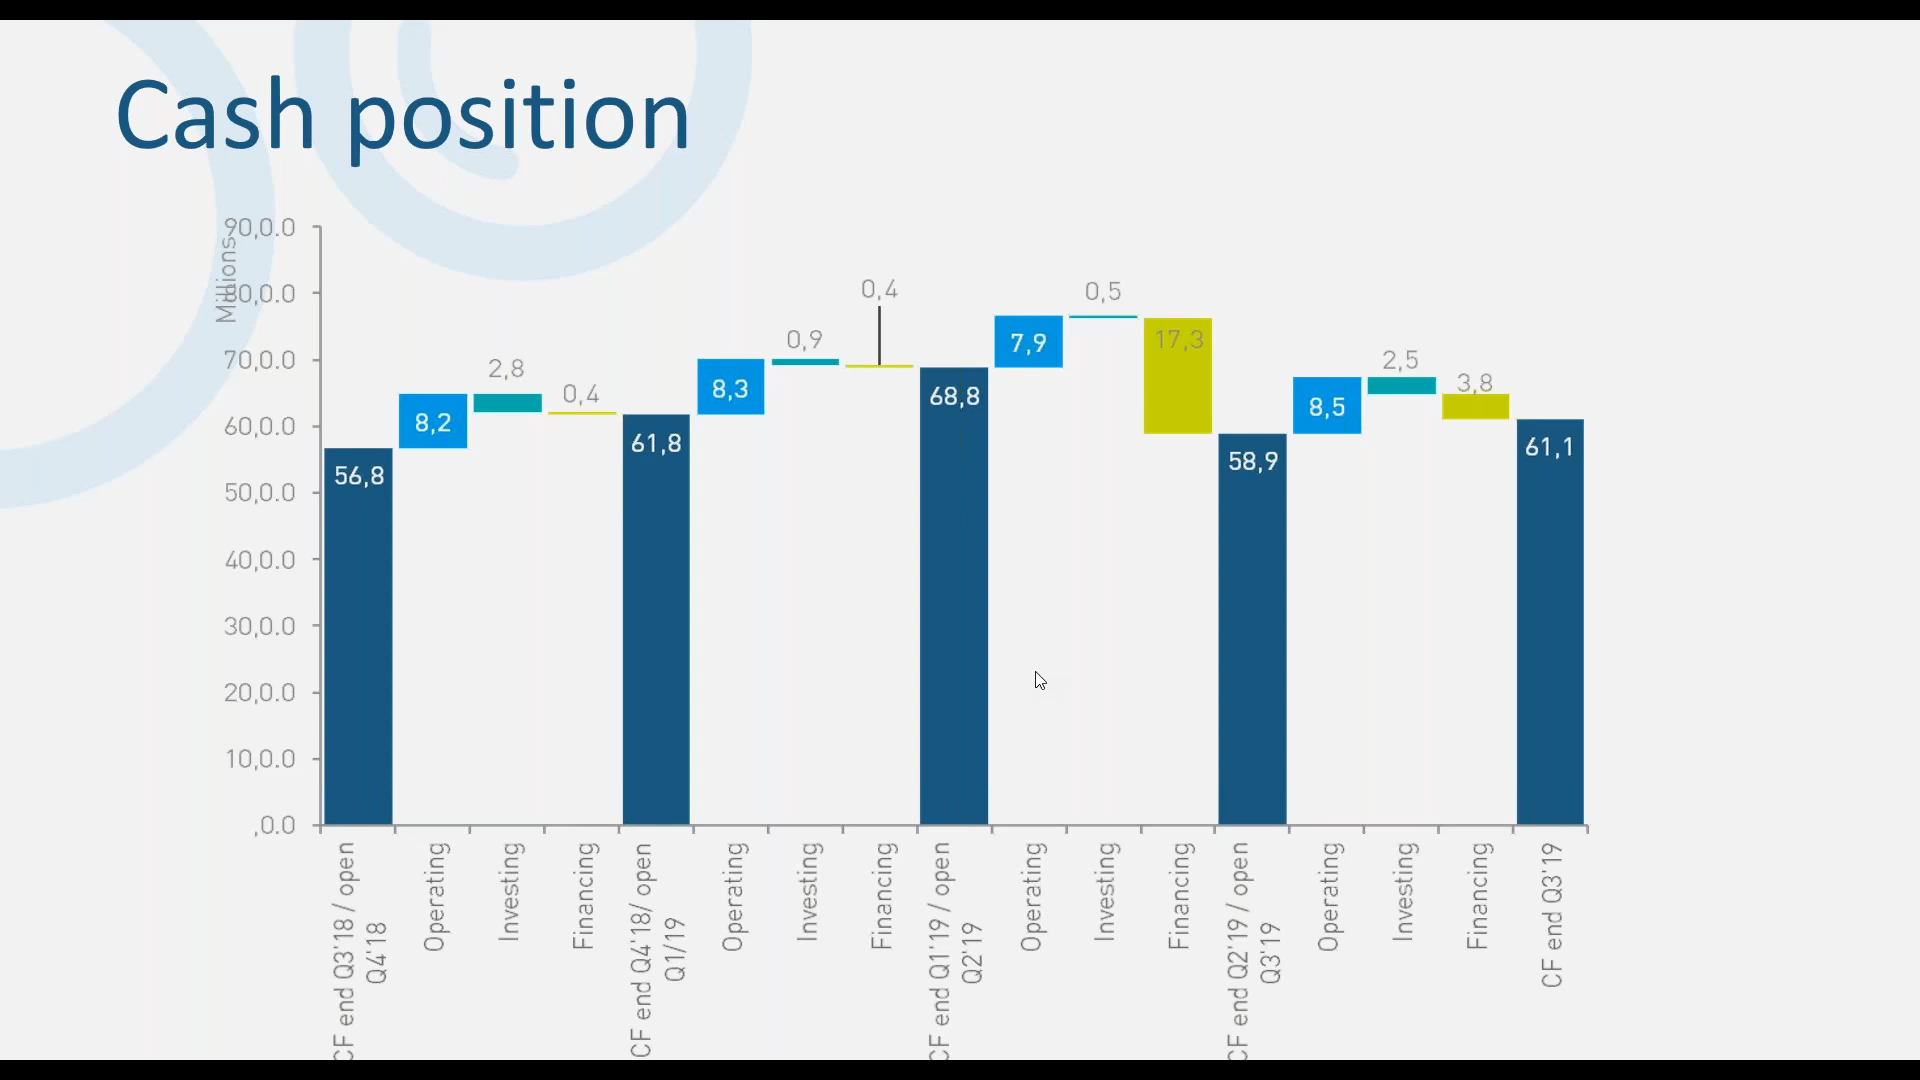 Cash position
Millions
90,0.0
80,0.0
70,0.0
60,0.0
50,0.0
40,0.0
30,0.0
20,0.0
10,0.0
,0.0
56,8
8,2
2,8
0,4
61,8
8,3
0,9
0,4
68,8
7,9
0,5
17,3
58,9
8,5
2,5
3,8
61,1
CF end Q3'18 / open
Q4'18
Operating
Investing
Financing
CF end Q4'18/ open
Q1/19
Operating
Investing
Financing
CF end Q1'19 / open
Q2'19
Operating
Investing
Financing
CF end Q2'19 / open
Q3'19
Operating
Investing
Financing
CF end Q3'19